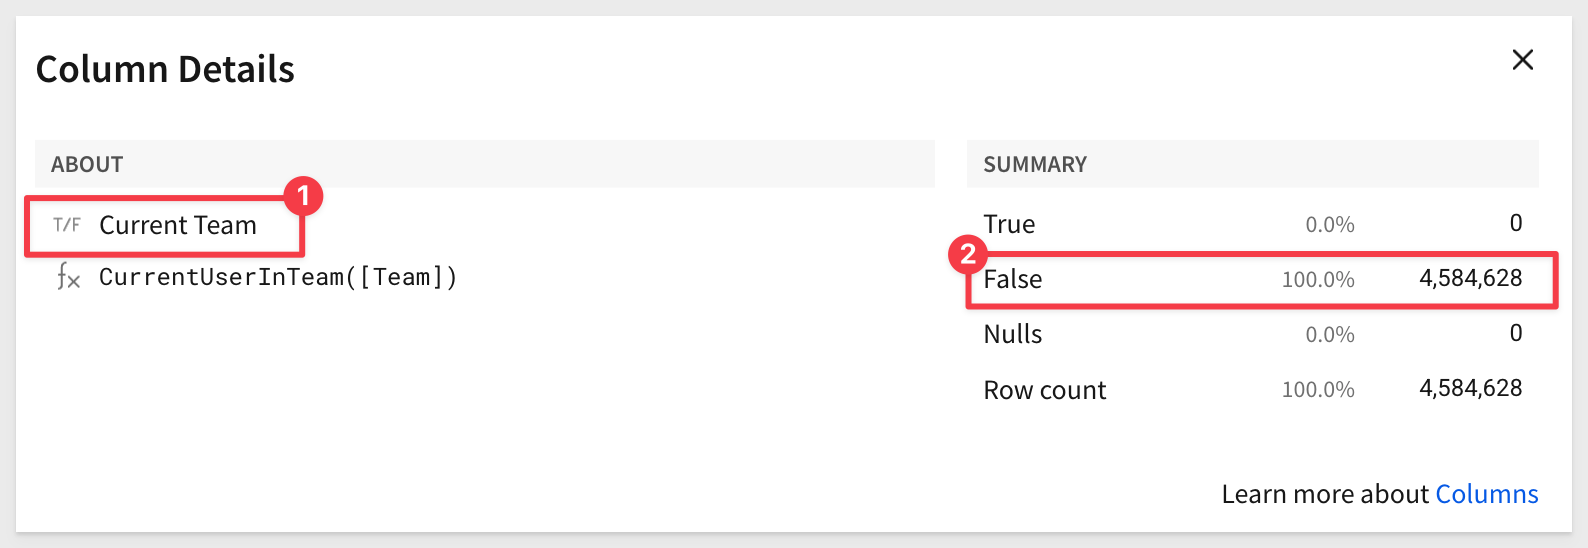 Column Details
ABOUT
1
T/F Current Team
fx CurrentUserInTeam([Team])
SUMMARY
True 0.0% 0
2
False 100.0% 4,584,628
Nulls 0.0% 0
Row count 100.0% 4,584,628
Learn more about Columns